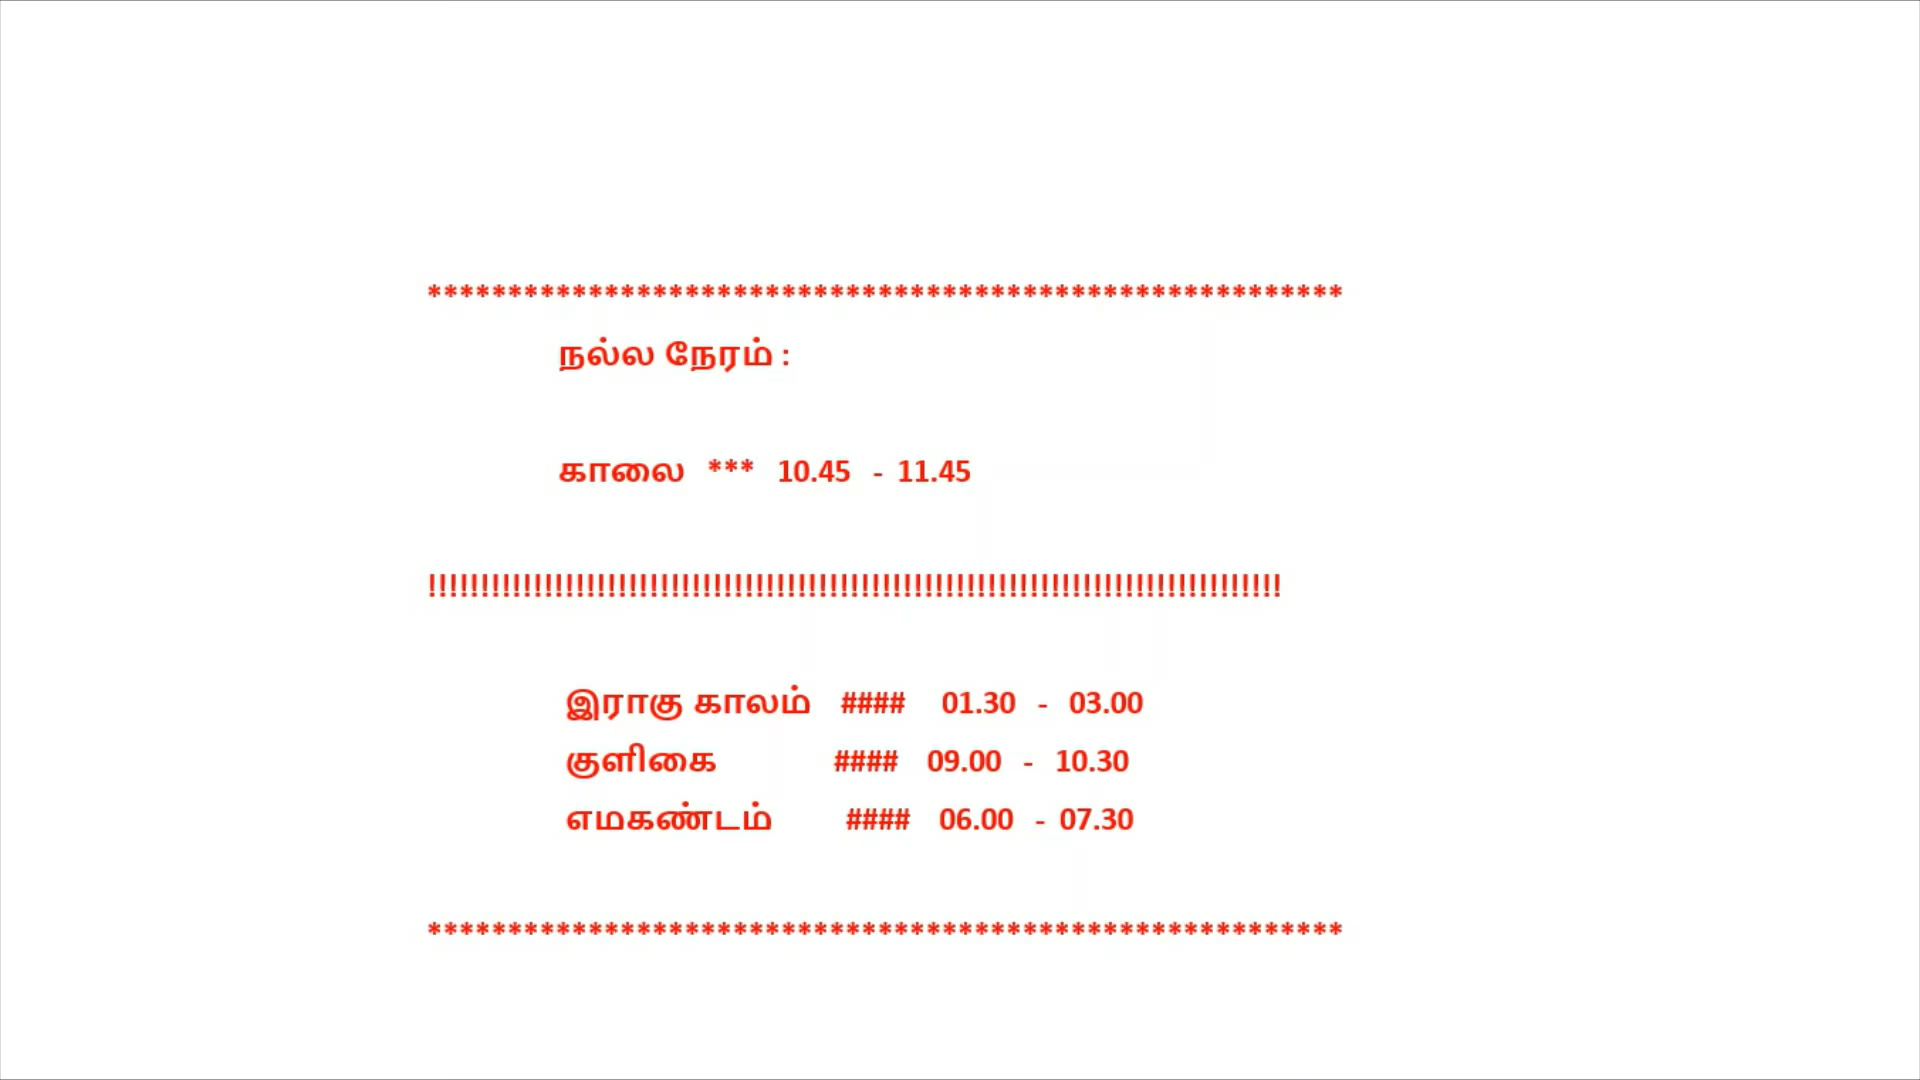 *********************************************************
நல்ல நேரம் :
காலை *** 10.45 - 11.45
!!!!!!!!!!!!!!!!!!!!!!!!!!!!!!!!!!!!!!!!!!!!!!!!!!!!!!!!!!!!!!!!!!!!!!!!!!!!!!!!!
இராகு காலம் #### 01.30 - 03.00
குளிகை #### 09.00 - 10.30
எமகண்டம் #### 06.00 - 07.30
*********************************************************